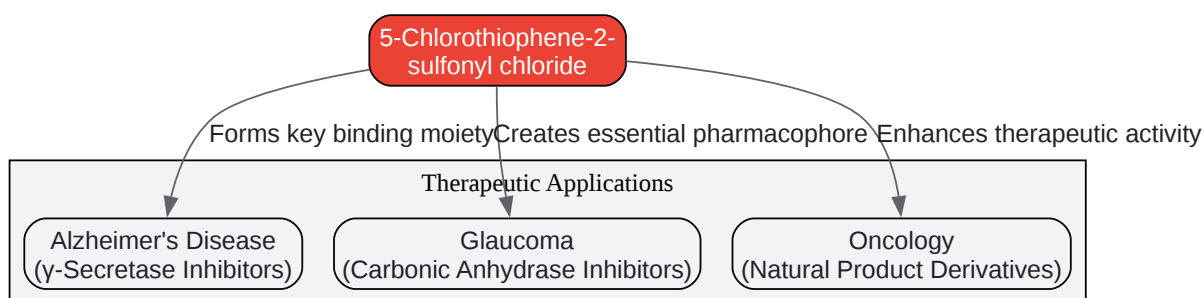 5-Chlorothiophene-2-
sulfonyl chloride
Forms key binding moiety
Creates essential pharmacophore
Enhances therapeutic activity
Therapeutic Applications
Alzheimer's Disease
(γ-Secretase Inhibitors)
Glaucoma
(Carbonic Anhydrase Inhibitors)
Oncology
(Natural Product Derivatives)